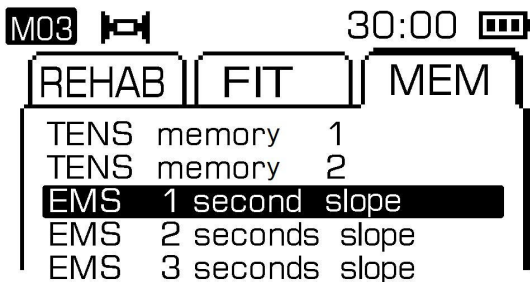 M03 30:00
REHAB FIT MEM
TENS memory 1
TENS memory 2
EMS 1 second slope
EMS 2 seconds slope
EMS 3 seconds slope